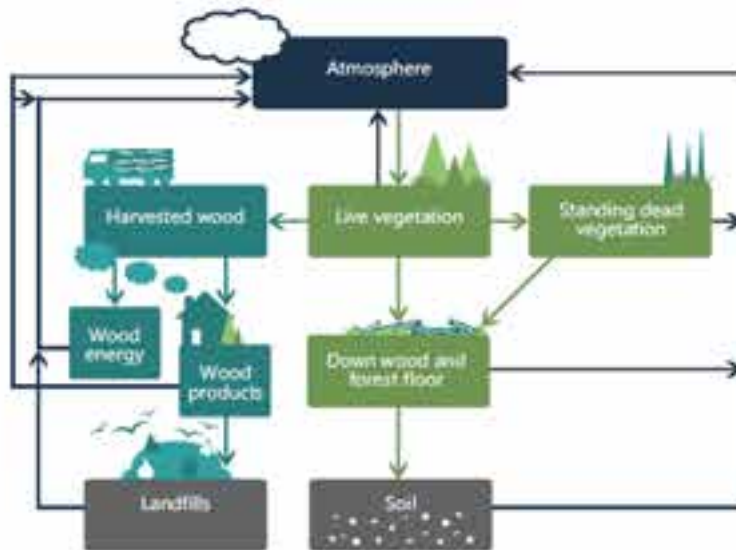 Atmosphere
Harvested wood
Live vegetation
Standing dead
vegetation
Wood
energy
Wood
products
Down wood and
forest floor
Landfills
Soil